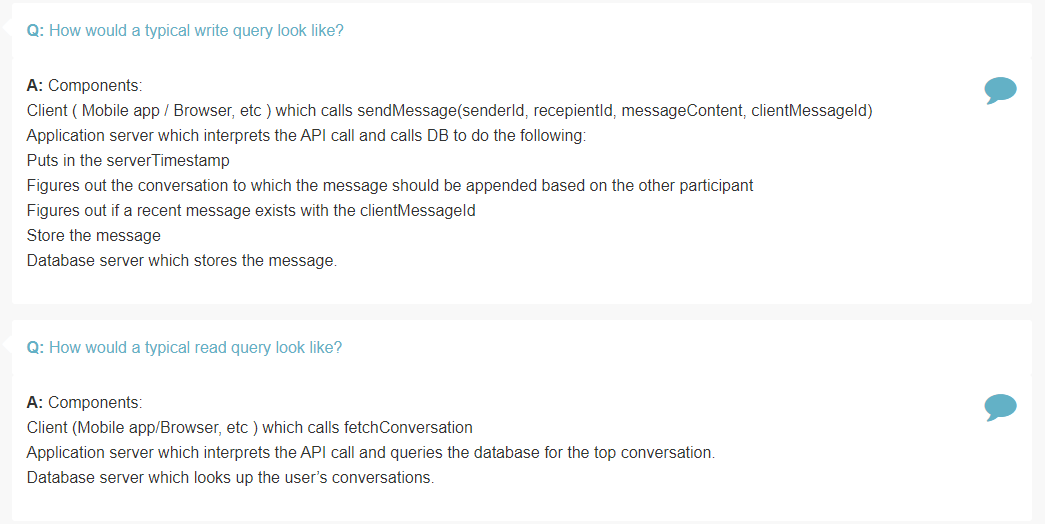 Q: How would a typical write query look like?
A: Components:
Client ( Mobile app / Browser, etc ) which calls sendMessage(senderId, recepientId, messageContent, clientMessageId)
Application server which interprets the API call and calls DB to do the following:
Puts in the serverTimestamp
Figures out the conversation to which the message should be appended based on the other participant
Figures out if a recent message exists with the clientMessageId
Store the message
Database server which stores the message.
Q: How would a typical read query look like?
A: Components:
Client (Mobile app/Browser, etc ) which calls fetchConversation
Application server which interprets the API call and queries the database for the top conversation.
Database server which looks up the user’s conversations.